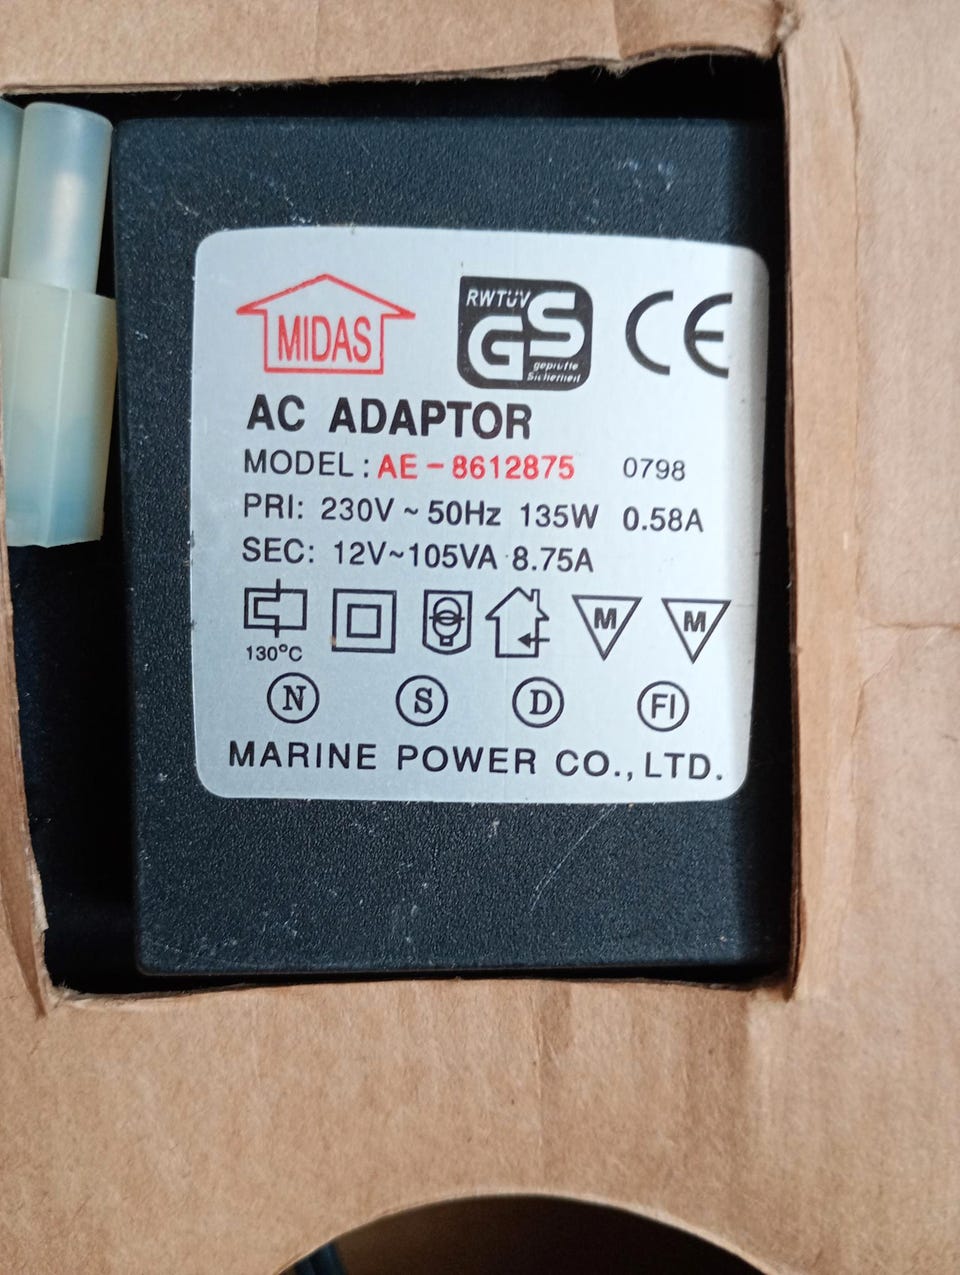 MIDAS
RWTÜV
GS
geprüfte
Sicherheit
CE
AC ADAPTOR
MODEL : AE - 8612875 0798
PRI: 230V ~ 50Hz 135W 0.58A
SEC: 12V~105VA 8.75A
130°C
M M
N S D FI
MARINE POWER CO., LTD.